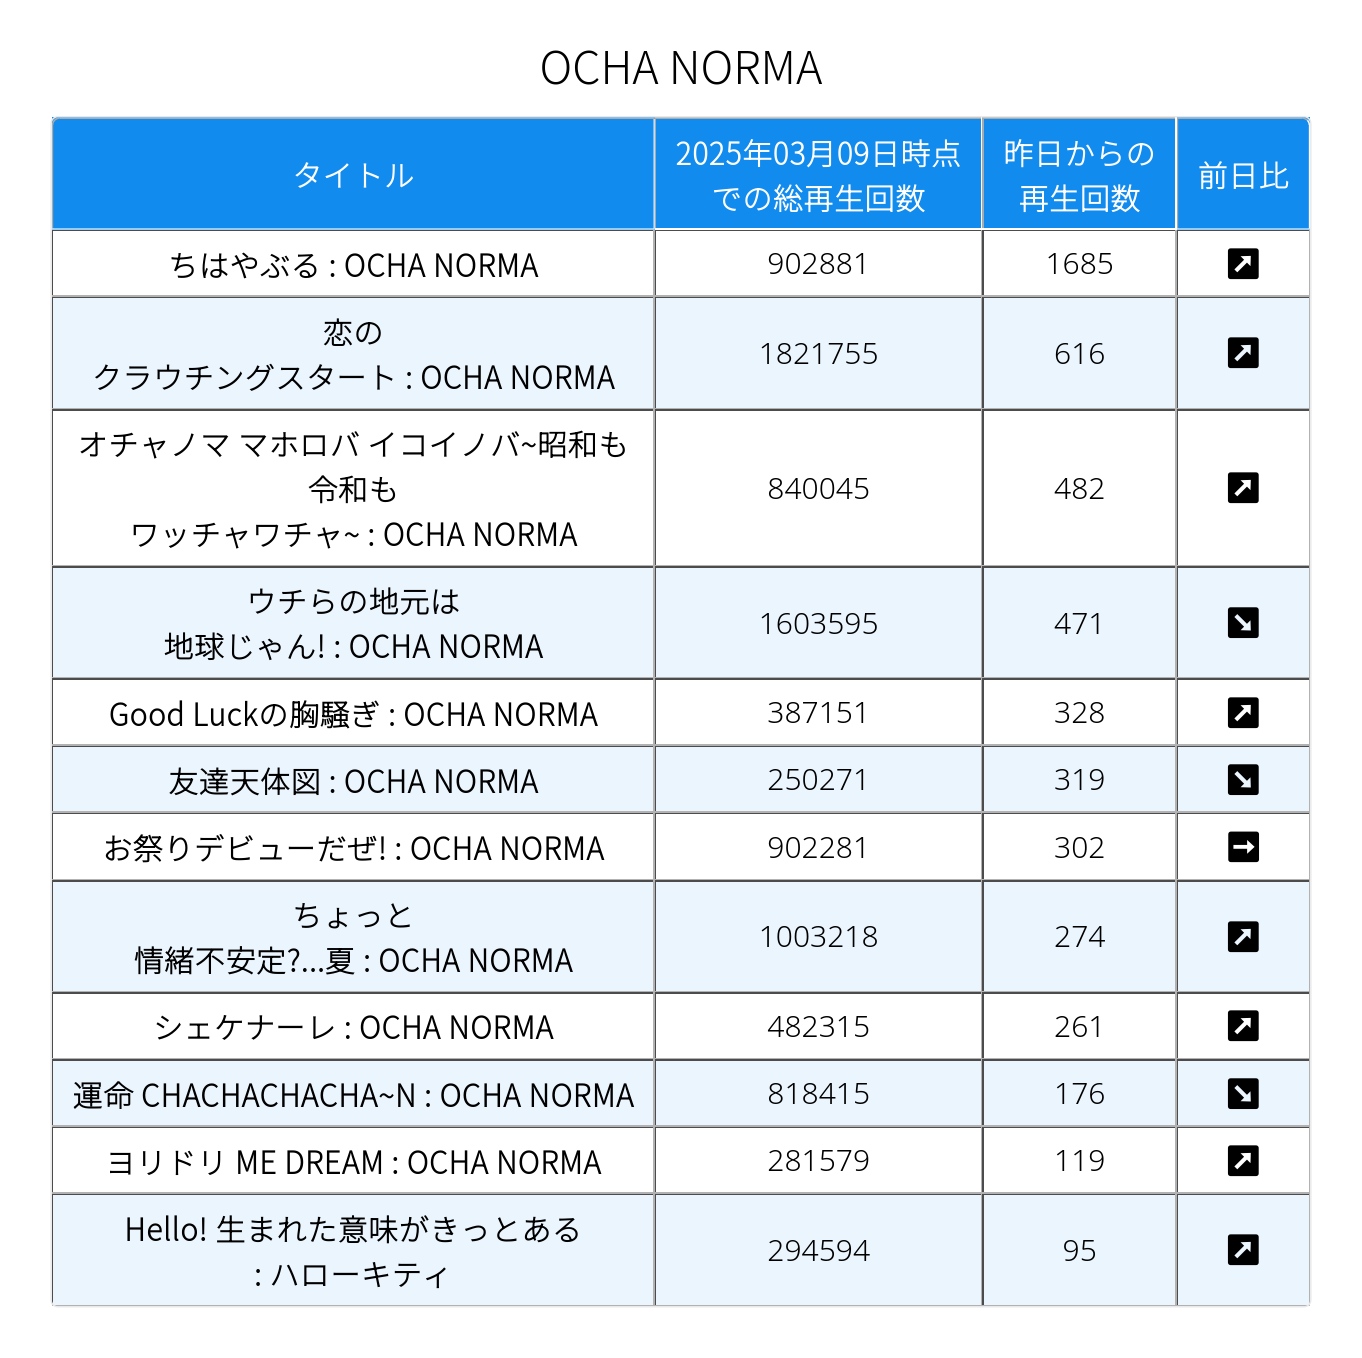 OCHA NORMA
タイトル
2025年03月09日時点
での総再生回数
昨日からの
再生回数
前日比
ちはやぶる : OCHA NORMA
902881
1685
恋の
クラウチングスタート : OCHA NORMA
1821755
616
オチャノマ マホロバ イコイノバ~昭和も
令和も
ワッチャワチャ~ : OCHA NORMA
840045
482
ウチらの地元は
地球じゃん! : OCHA NORMA
1603595
471
Good Luckの胸騒ぎ : OCHA NORMA
387151
328
友達天体図 : OCHA NORMA
250271
319
お祭りデビューだぜ! : OCHA NORMA
902281
302
ちょっと
情緒不安定?...夏 : OCHA NORMA
1003218
274
シェケナーレ : OCHA NORMA
482315
261
運命 CHACHACHACHA~N : OCHA NORMA
818415
176
ヨリドリ ME DREAM : OCHA NORMA
281579
119
Hello! 生まれた意味がきっとある
: ハローキティ
294594
95